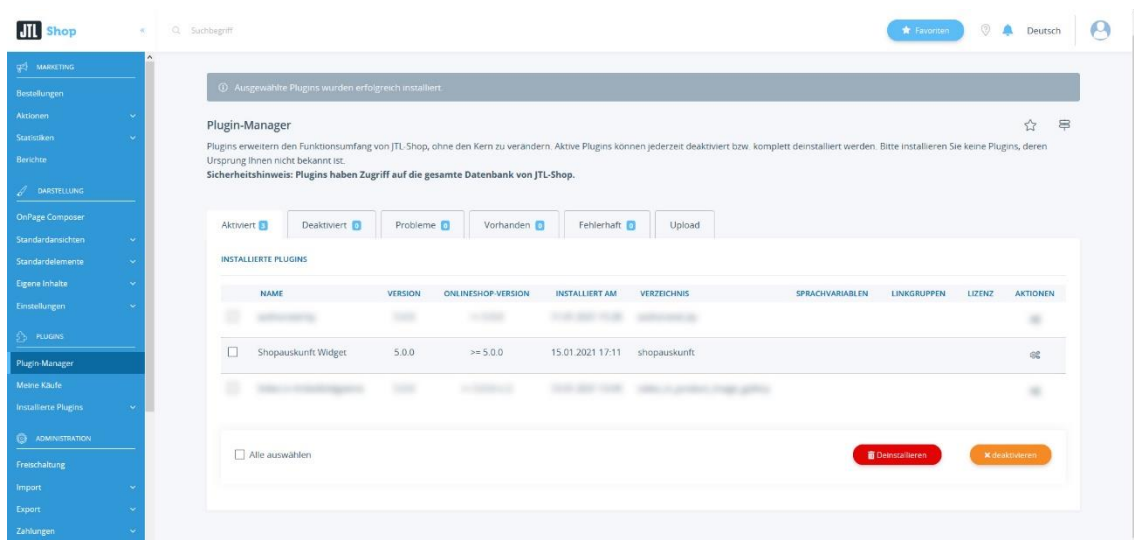 JTL Shop
«
Suchbegriff
Favoriten
Deutsch
MARKETING
Bestellungen
Aktionen
Statistiken
Berichte
DARSTELLUNG
OnPage Composer
Standardansichten
Standardelemente
Eigene Inhalte
Einstellungen
PLUGINS
Plugin-Manager
Meine Käufe
Installierte Plugins
ADMINISTRATION
Freischaltung
Import
Export
Zahlungen
Ausgewählte Plugins wurden erfolgreich installiert
Plugin-Manager
Plugins erweitern den Funktionsumfang von JTL-Shop, ohne den Kern zu verändern. Aktive Plugins können jederzeit deaktiviert bzw. komplett deinstalliert werden. Bitte installieren Sie keine Plugins, deren
Ursprung Ihnen nicht bekannt ist.
Sicherheitshinweis: Plugins haben Zugriff auf die gesamte Datenbank von JTL-Shop.
Aktiviert 3 Deaktiviert 0 Probleme 0 Vorhanden 0 Fehlerhaft 0 Upload
INSTALLIERTE PLUGINS
NAME VERSION ONLINESHOP-VERSION INSTALLIERT AM VERZEICHNIS SPRACHVARIABLEN LINKGRUPPEN LIZENZ AKTIONEN
Shopauskunft Widget 5.0.0 >= 5.0.0 15.01.2021 17:11 shopauskunft
Alle auswählen
Deinstallieren
deaktivieren